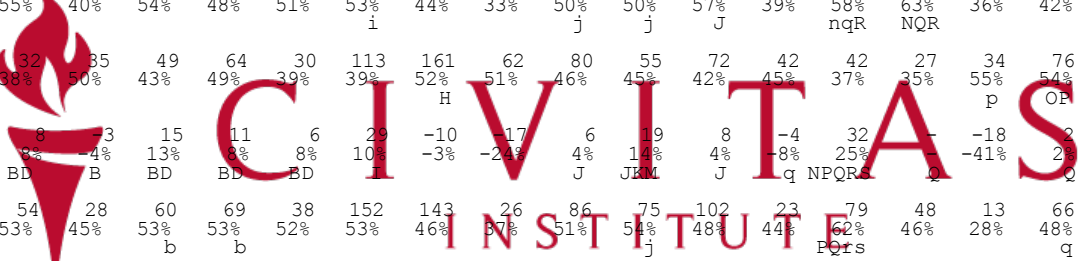 55% 40% 54% 48% 51% 53% 44% 33% 50% 50% 57% 39% 58% 63% 36% 42%
i j j J nqR NQR
32 35 49 64 30 113 161 62 80 55 72 42 42 27 34 76
38% 50% 43% 49% 39% 39% 52% 51% 46% 45% 42% 45% 37% 35% 55% 54%
H p OP
CIVITAS
8 -3 15 11 6 29 -10 -17 6 19 8 -4 32 - -18 2
8% -4% 13% 8% 8% 10% -3% -24% 4% 14% 4% -8% 25% - -41% 2%
BD B BD BD BD I J JKM J q NPQRS Q Q
54 28 60 69 38 152 143 26 86 75 102 23 79 48 13 66
53% 45% 53% 53% 52% 53% 46% 37% 51% 54% 48% 44% 62% 46% 28% 48%
INSTITUTE
b b j PQrs q